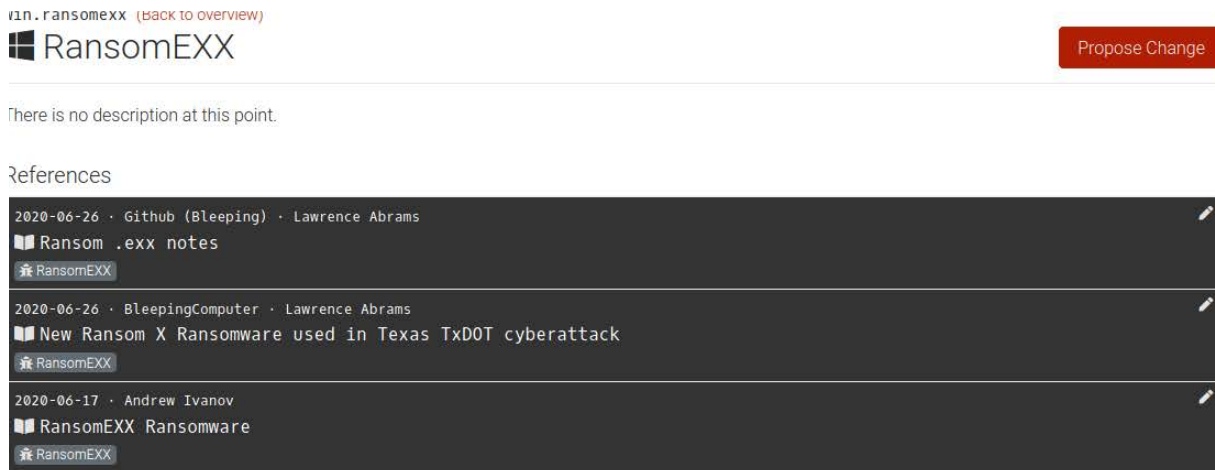 win.ransomexx (Back to overview)
RansomEXX
Propose Change
There is no description at this point.
References
2020-06-26 · Github (Bleeping) · Lawrence Abrams
Ransom .exx notes
RansomEXX
2020-06-26 · BleepingComputer · Lawrence Abrams
New Ransom X Ransomware used in Texas TxDOT cyberattack
RansomEXX
2020-06-17 · Andrew Ivanov
RansomEXX Ransomware
RansomEXX